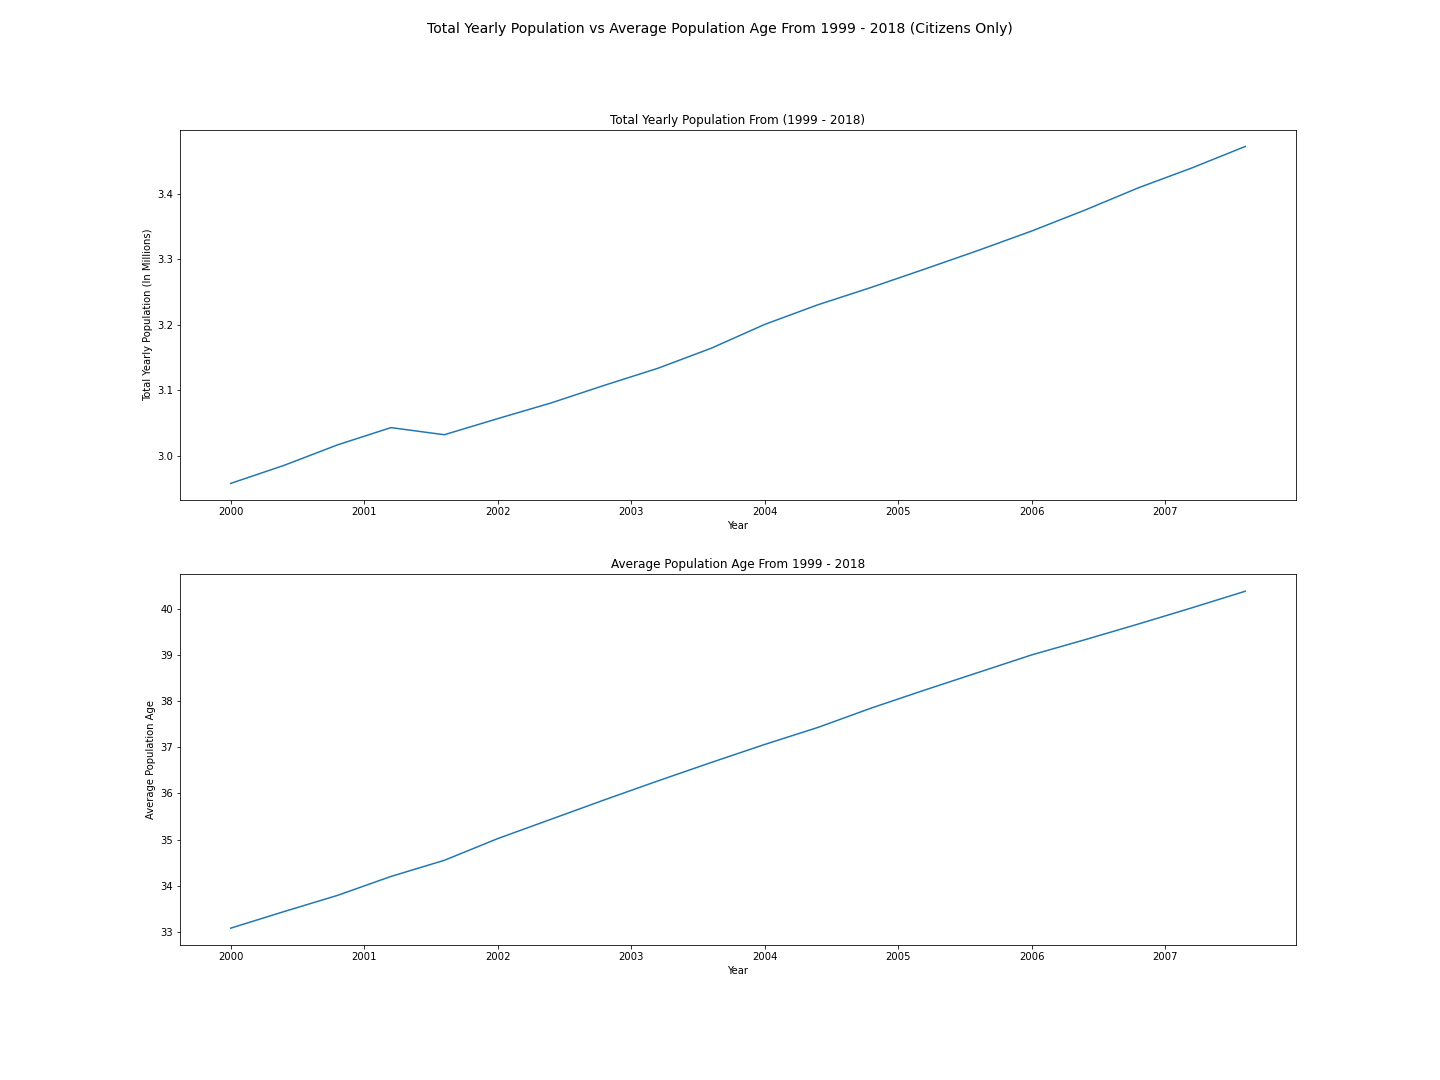 Total Yearly Population vs Average Population Age From 1999 - 2018 (Citizens Only)
Total Yearly Population From (1999 - 2018)
Total Yearly Population (In Millions)
3.4
3.3
3.2
3.1
3.0
2000 2001 2002 2003 2004 2005 2006 2007
Year
Average Population Age From 1999 - 2018
Average Population Age
40
39
38
37
36
35
34
33
2000 2001 2002 2003 2004 2005 2006 2007
Year